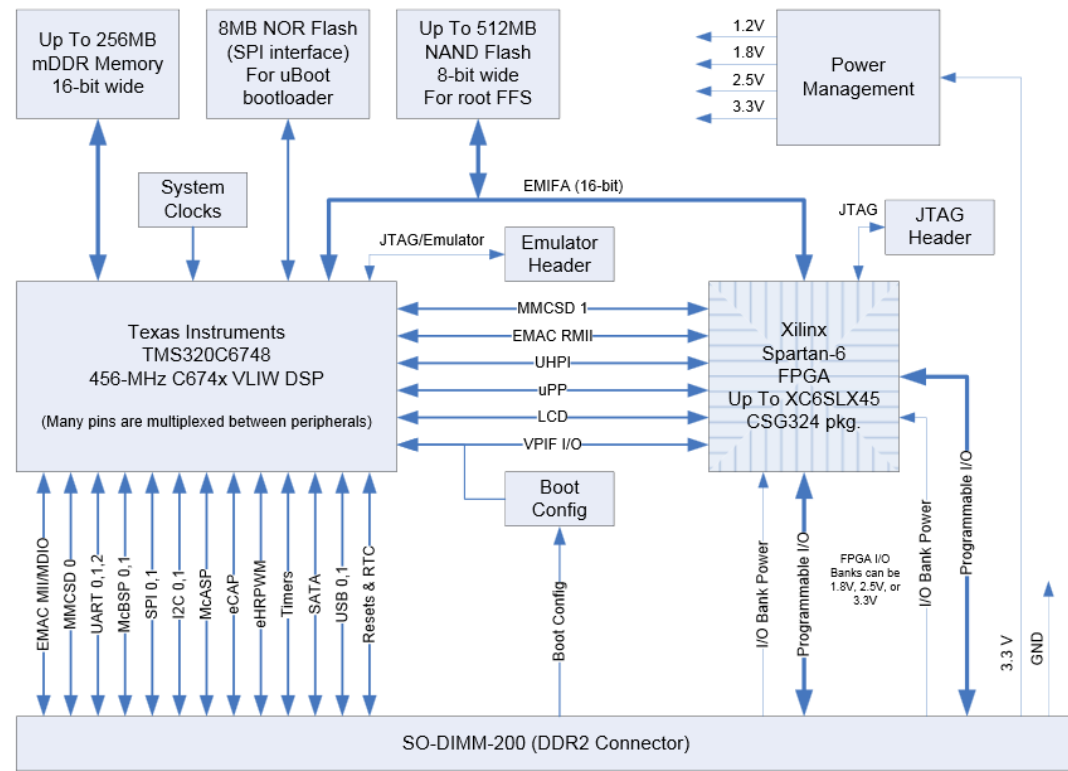 Up To 256MB
mDDR Memory
16-bit wide
8MB NOR Flash
(SPI interface)
For uBoot
bootloader
Up To 512MB
NAND Flash
8-bit wide
For root FFS
1.2V
1.8V
2.5V
3.3V
Power
Management
System
Clocks
EMIFA (16-bit)
JTAG/Emulator
Emulator
Header
JTAG
JTAG
Header
Texas Instruments
TMS320C6748
456-MHz C674x VLIW DSP
(Many pins are multiplexed between peripherals)
MMCSD 1
EMAC RMII
UHPI
uPP
LCD
VPIF I/O
Xilinx
Spartan-6
FPGA
Up To XC6SLX45
CSG324 pkg.
Boot
Config
EMAC MII/MDIO
MMCSD 0
UART 0,1,2
McBSP 0,1
SPI 0,1
I2C 0,1
McASP
eCAP
eHRPWM
Timers
SATA
USB 0,1
Resets & RTC
Boot Config
I/O Bank Power
Programmable I/O
FPGA I/O
Banks can be
1.8V, 2.5V, or
3.3V
I/O Bank Power
Programmable I/O
3.3 V
GND
SO-DIMM-200 (DDR2 Connector)